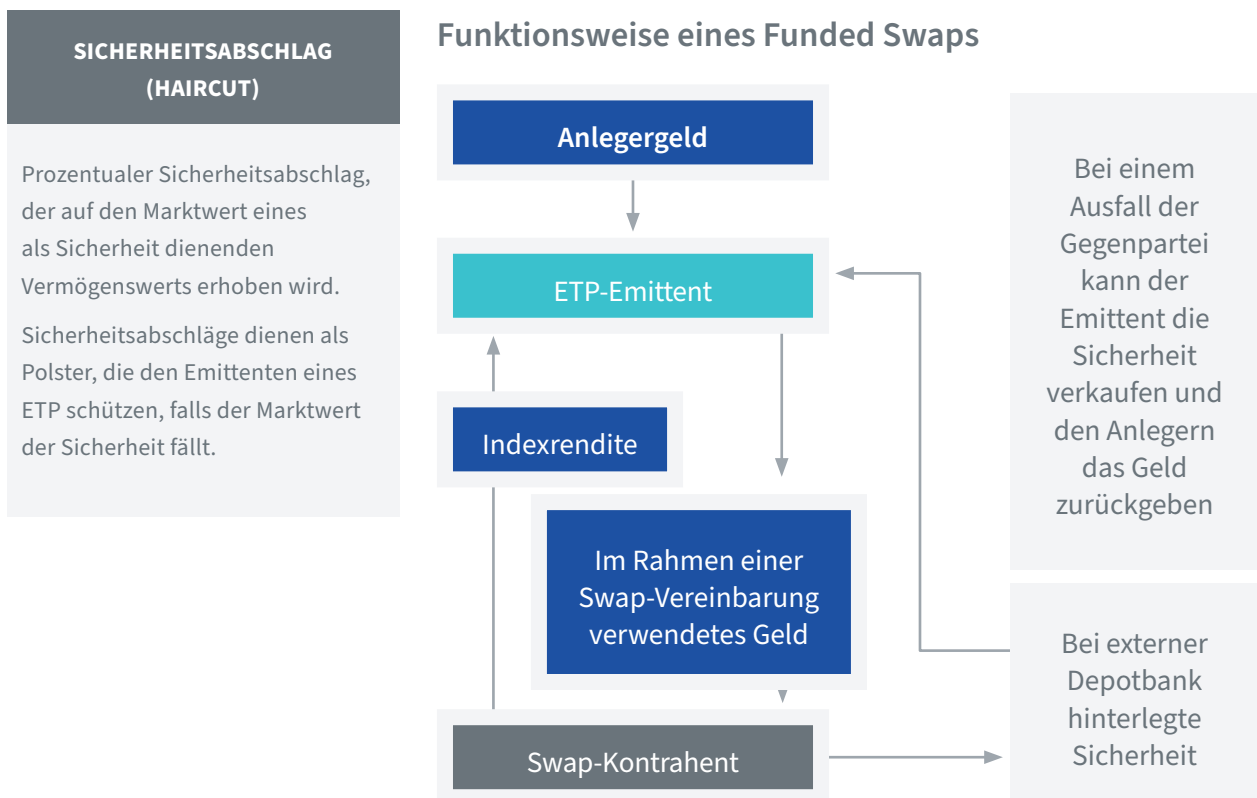 SICHERHEITSABSCHLAG
(HAIRCUT)
Prozentualer Sicherheitsabschlag,
der auf den Marktwert eines
als Sicherheit dienenden
Vermögenswerts erhoben wird.
Sicherheitsabschläge dienen als
Polster, die den Emittenten eines
ETP schützen, falls der Marktwert
der Sicherheit fällt.
Funktionsweise eines Funded Swaps
Anlegergeld
ETP-Emittent
Indexrendite
Im Rahmen einer
Swap-Vereinbarung
verwendetes Geld
Swap-Kontrahent
Bei einem
Ausfall der
Gegenpartei
kann der
Emittent die
Sicherheit
verkaufen und
den Anlegern
das Geld
zurückgeben
Bei externer
Depotbank
hinterlegte
Sicherheit